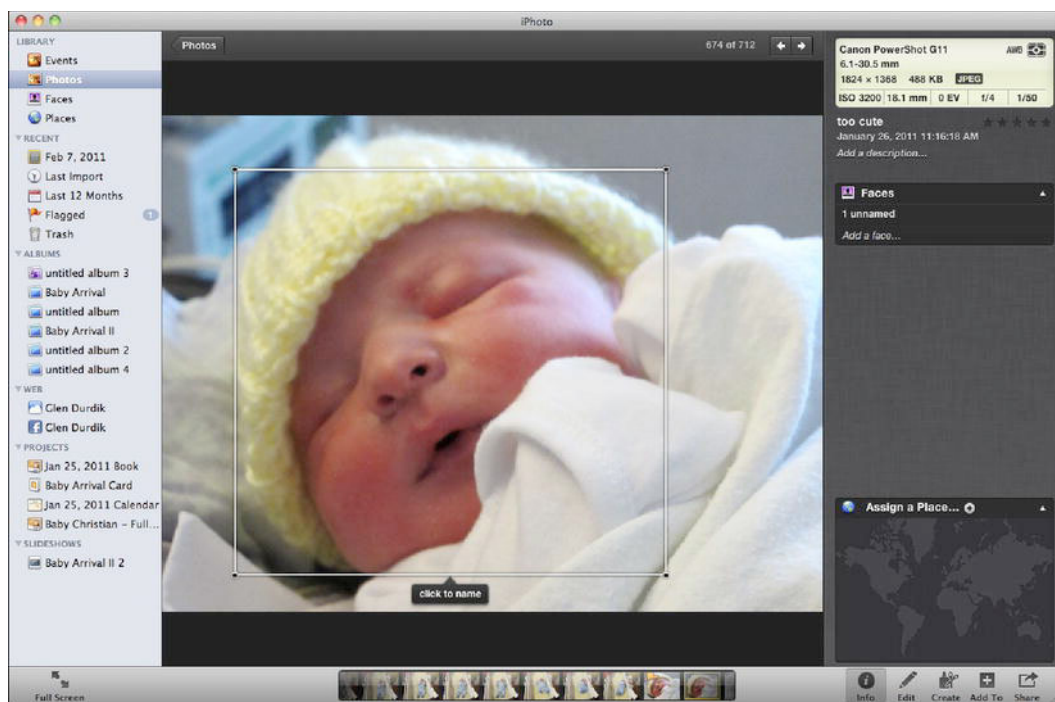 iPhoto
LIBRARY
Events
Photos
Faces
Places
RECENT
Feb 7, 2011
Last Import
Last 12 Months
Flagged 1
Trash
ALBUMS
untitled album 3
Baby Arrival
untitled album
Baby Arrival II
untitled album 2
untitled album 4
WEB
Glen Durdik
Glen Durdik
PROJECTS
Jan 25, 2011 Book
Baby Arrival Card
Jan 25, 2011 Calendar
Baby Christian – Full...
SLIDESHOWS
Baby Arrival II 2
Full Screen
Photos
674 of 712
click to name
Canon PowerShot G11 AWB
6.1-30.5 mm
1824 × 1368 488 KB JPEG
ISO 3200 18.1 mm 0 EV f/4 1/50
too cute
January 26, 2011 11:16:18 AM
Add a description...
Faces
1 unnamed
Add a face...
Assign a Place...
Info Edit Create Add To Share